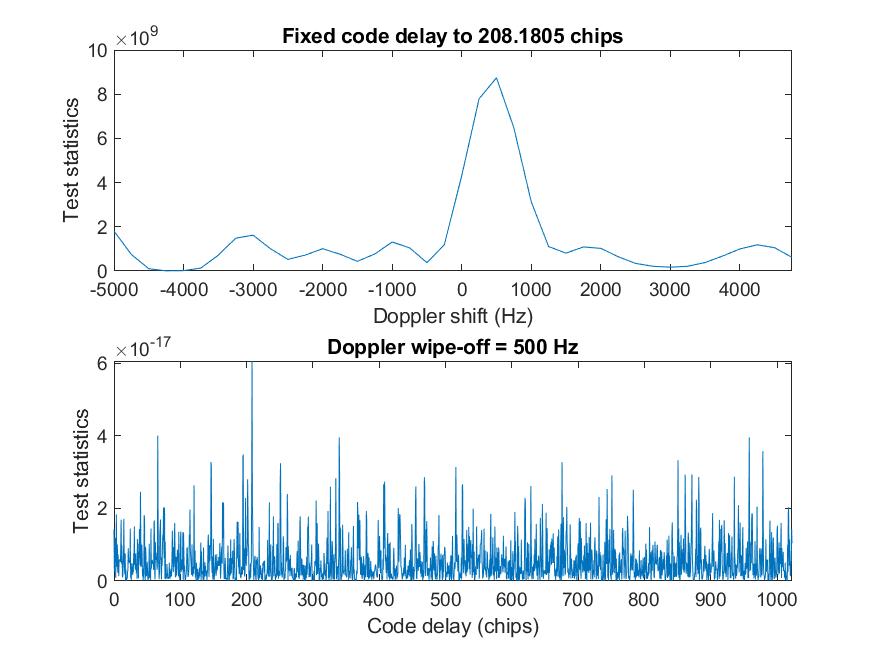 ×10^9
Fixed code delay to 208.1805 chips
10
8
6
4
2
0
Test statistics
-5000 -4000 -3000 -2000 -1000 0 1000 2000 3000 4000
Doppler shift (Hz)
×10^-17
Doppler wipe-off = 500 Hz
6
4
2
0
Test statistics
0 100 200 300 400 500 600 700 800 900 1000
Code delay (chips)